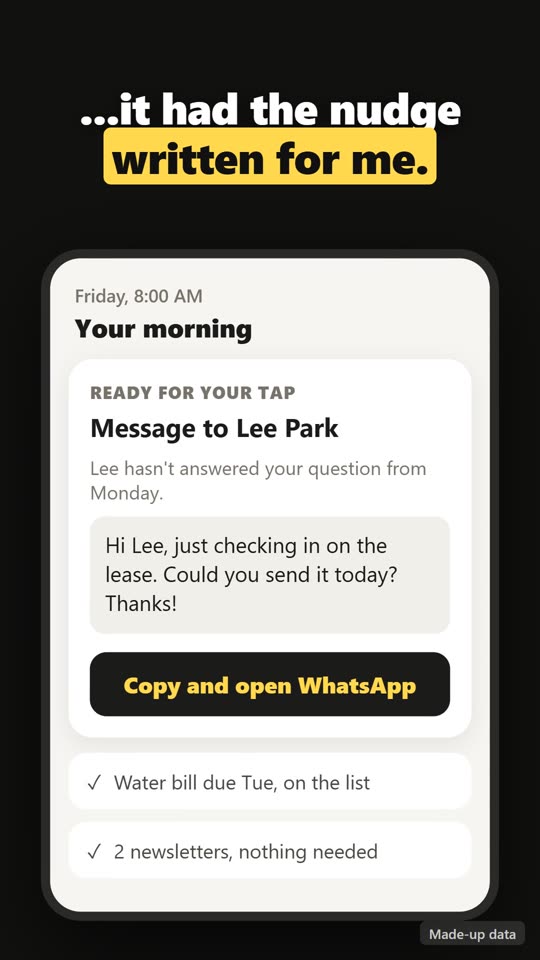 ...it had the nudge
written for me.
Friday, 8:00 AM
Your morning
READY FOR YOUR TAP
Message to Lee Park
Lee hasn't answered your question from
Monday.
Hi Lee, just checking in on the
lease. Could you send it today?
Thanks!
Copy and open WhatsApp
✓ Water bill due Tue, on the list
✓ 2 newsletters, nothing needed
Made-up data